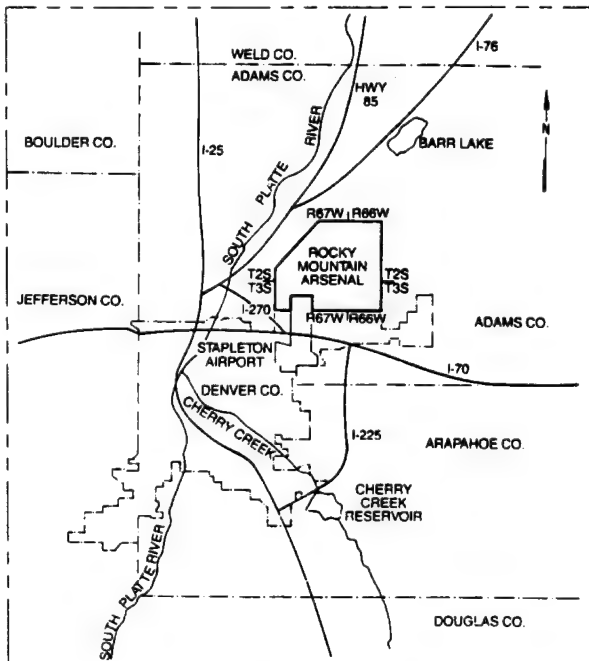 I-76
WELD CO.
ADAMS CO.
HWY
85
SOUTH PLATTE RIVER
BOULDER CO.
I-25
BARR LAKE
N
R67W R66W
ROCKY
MOUNTAIN
ARSENAL
T2S
T3S
T2S
T3S
JEFFERSON CO.
I-270
R67W R66W
ADAMS CO.
STAPLETON
AIRPORT
I-70
DENVER CO.
CHERRY CREEK
I-225
ARAPAHOE CO.
CHERRY
CREEK
RESERVOIR
SOUTH PLATTE RIVER
DOUGLAS CO.